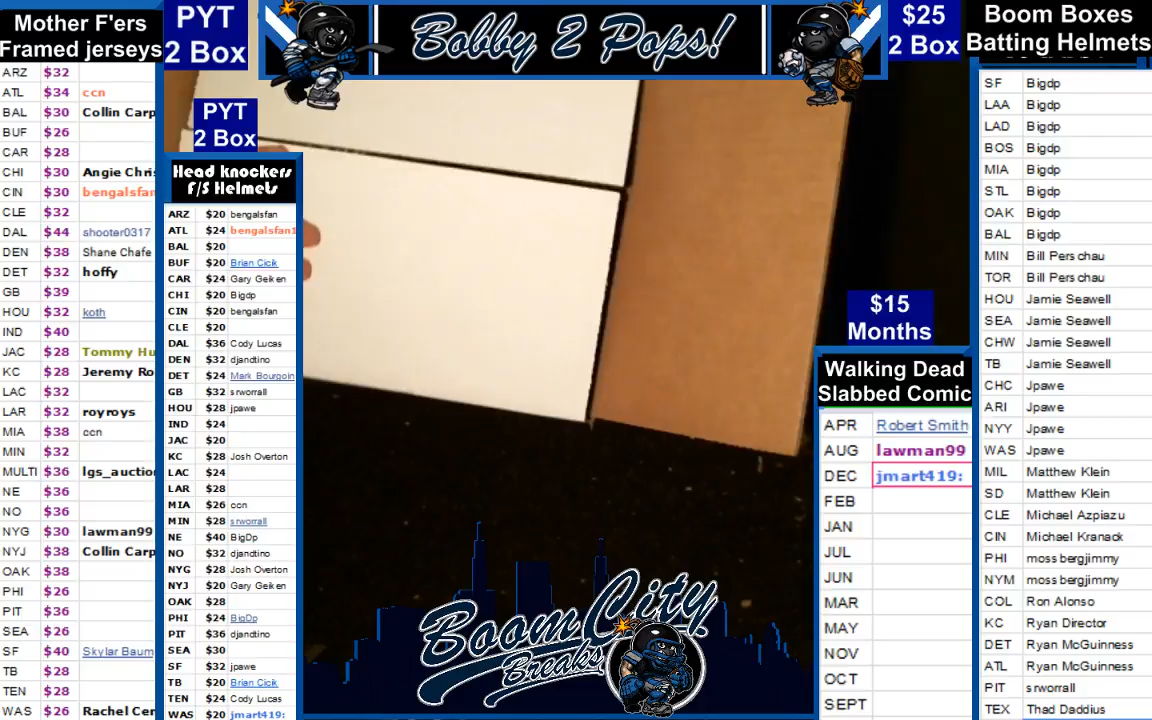 Mother F'ers
Framed jerseys
ARZ $32
ATL $34 ccn
BAL $30 Collin Carp
BUF $26
CAR $28
CHI $30 Angie Chris
CIN $30 bengalsfan
CLE $32
DAL $44 shooter0317
DEN $38 Shane Chafe
DET $32 hoffy
GB $39
HOU $32 koth
IND $40
JAC $28 Tommy Hu
KC $28 Jeremy Ro
LAC $32
LAR $32 royroys
MIA $38 ccn
MIN $32
MULTI $36 lgs_auctio
NE $36
NO $36
NYG $30 lawman99
NYJ $38 Collin Carp
OAK $38
PHI $26
PIT $36
SEA $26
SF $40 Skylar Baum
TB $28
TEN $28
WAS $26 Rachel Cer
PYT
2 Box
PYT
2 Box
Head knockers
F/S Helmets
ARZ $20 bengalsfan
ATL $24 bengalsfan1
BAL $20
BUF $20 Brian Cicik
CAR $24 Gary Geiken
CHI $20 Bigdp
CIN $20 bengalsfan
CLE $20
DAL $36 Cody Lucas
DEN $32 djandtino
DET $24 Mark Bourgoin
GB $32 srworrall
HOU $28 jpawe
IND $24
JAC $20
KC $28 Josh Overton
LAC $24
LAR $28
MIA $26 ccn
MIN $28 srworrall
NE $40 BigDp
NO $32 djandtino
NYG $28 Josh Overton
NYJ $20 Gary Geiken
OAK $28
PHI $24 BigDp
PIT $36 djandtino
SEA $30
SF $32 jpawe
TB $20 Brian Cicik
TEN $24 Cody Lucas
WAS $20 jmart419:
Bobby 2 Pops!
BoomCity
Breaks
$25
2 Box
$15
Months
Walking Dead
Slabbed Comic
APR Robert Smith
AUG lawman99
DEC jmart419:
FEB
JAN
JUL
JUN
MAR
MAY
NOV
OCT
SEPT
Boom Boxes
Batting Helmets
SF Bigdp
LAA Bigdp
LAD Bigdp
BOS Bigdp
MIA Bigdp
STL Bigdp
OAK Bigdp
BAL Bigdp
MIN Bill Perschau
TOR Bill Perschau
HOU Jamie Seawell
SEA Jamie Seawell
CHW Jamie Seawell
TB Jamie Seawell
CHC Jpawe
ARI Jpawe
NYY Jpawe
WAS Jpawe
MIL Matthew Klein
SD Matthew Klein
CLE Michael Azpiazu
CIN Michael Kranack
PHI moss bergjimmy
NYM moss bergjimmy
COL Ron Alonso
KC Ryan Director
DET Ryan McGuinness
ATL Ryan McGuinness
PIT srworrall
TEX Thad Daddius